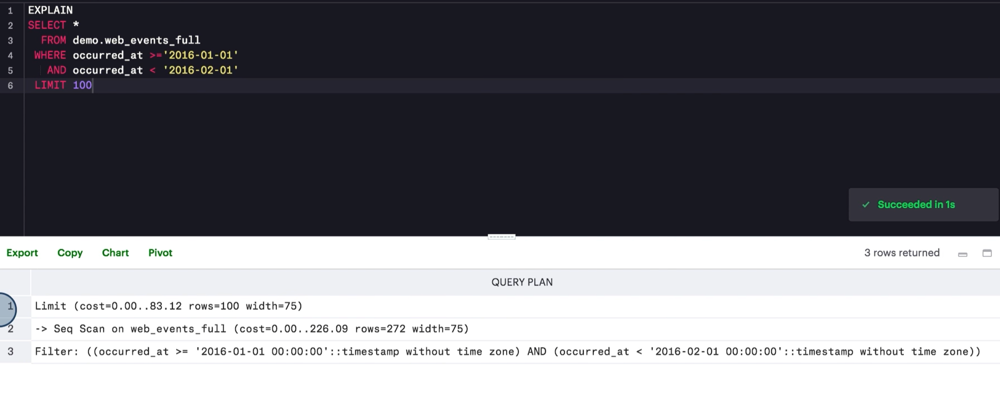 1 EXPLAIN
2 SELECT *
3 FROM demo.web_events_full
4 WHERE occurred_at >='2016-01-01'
5 AND occurred_at < '2016-02-01'
6 LIMIT 100
✓ Succeeded in 1s
Export Copy Chart Pivot 3 rows returned
QUERY PLAN
1 Limit (cost=0.00..83.12 rows=100 width=75)
2 -> Seq Scan on web_events_full (cost=0.00..226.09 rows=272 width=75)
3 Filter: ((occurred_at >= '2016-01-01 00:00:00'::timestamp without time zone) AND (occurred_at < '2016-02-01 00:00:00'::timestamp without time zone))